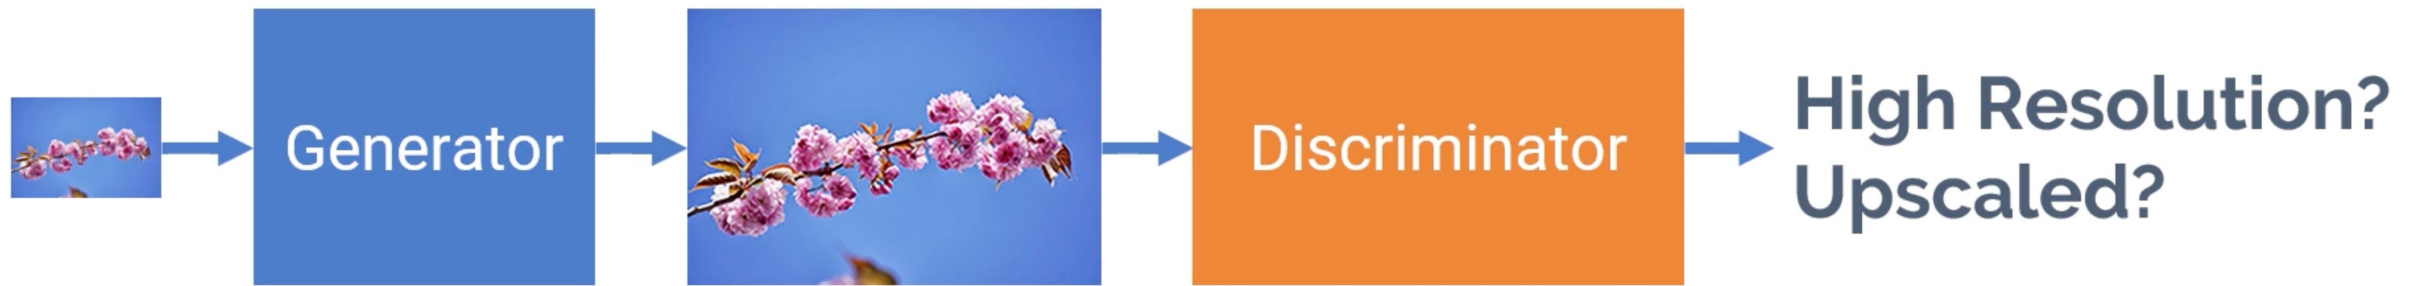 Generator
Discriminator
High Resolution?
Upscaled?